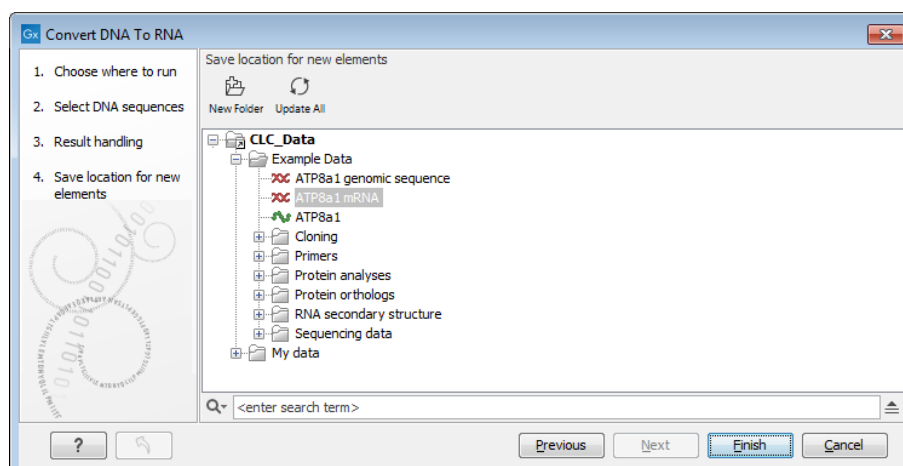 Gx Convert DNA To RNA
1. Choose where to run
2. Select DNA sequences
3. Result handling
4. Save location for new
elements
Save location for new elements
New Folder Update All
CLC_Data
Example Data
ATP8a1 genomic sequence
ATP8a1 mRNA
ATP8a1
Cloning
Primers
Protein analyses
Protein orthologs
RNA secondary structure
Sequencing data
My data
<enter search term>
? Previous Next Finish Cancel